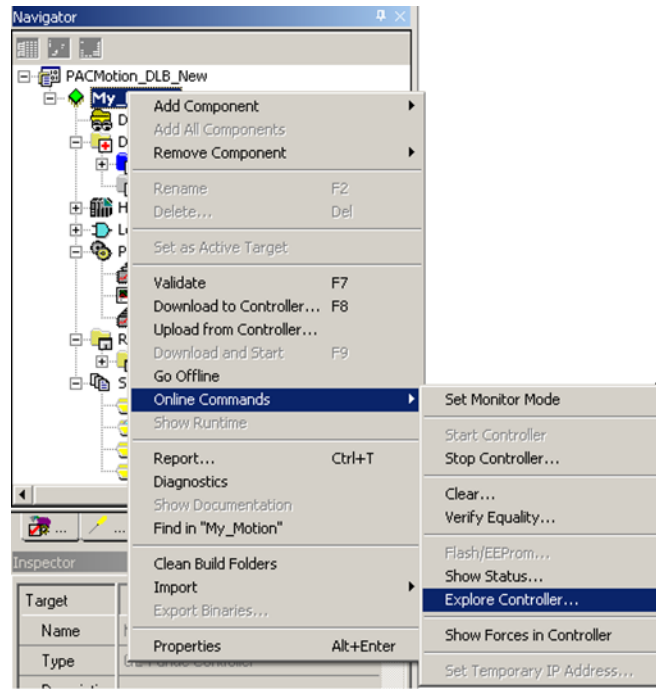 Navigator
PACMotion_DLB_New
My_
Add Component
Add All Components
Remove Component
Rename F2
Delete... Del
Set as Active Target
Validate F7
Download to Controller... F8
Upload from Controller...
Download and Start F9
Go Offline
Online Commands
Show Runtime
Report... Ctrl+T
Diagnostics
Show Documentation
Find in "My_Motion"
Clean Build Folders
Import
Export Binaries...
Properties Alt+Enter
Set Monitor Mode
Start Controller
Stop Controller...
Clear...
Verify Equality...
Flash/EEProm...
Show Status...
Explore Controller...
Show Forces in Controller
Set Temporary IP Address...
D
D
H
L
P
R
S
... ...
Inspector
Target
Name
Type